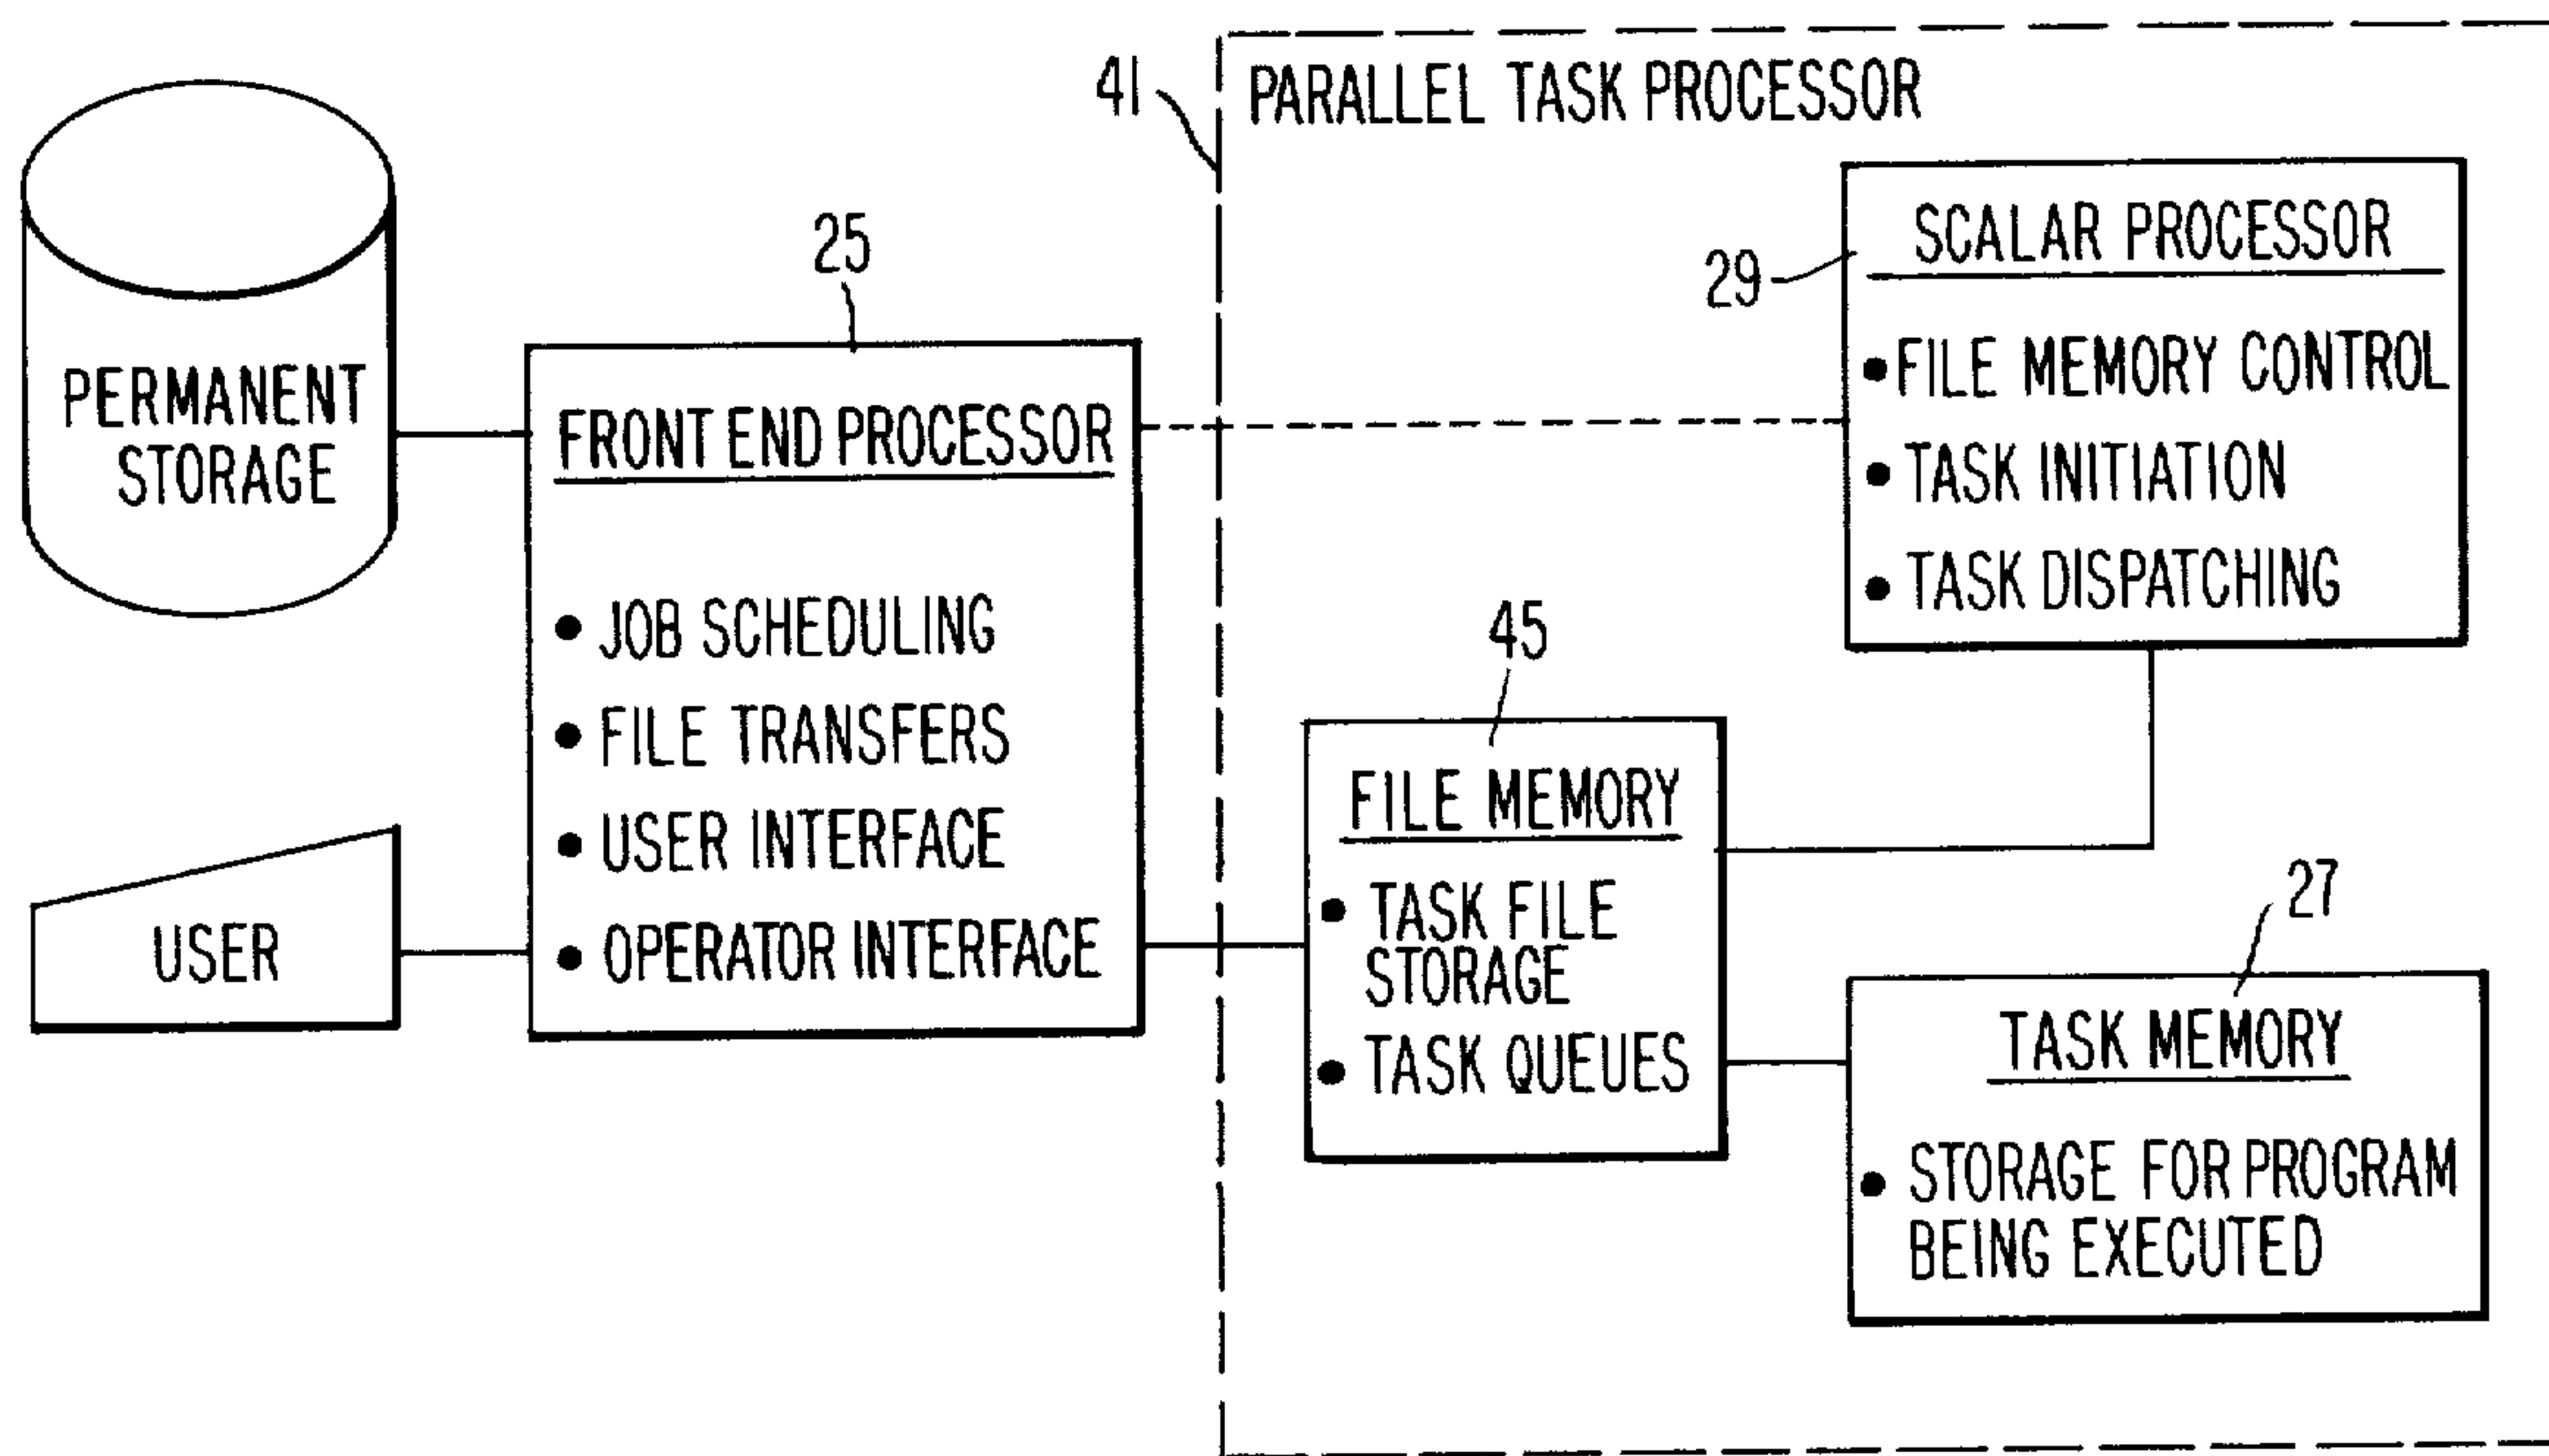 PERMANENT
STORAGE
USER
25
FRONT END PROCESSOR
• JOB SCHEDULING
• FILE TRANSFERS
• USER INTERFACE
• OPERATOR INTERFACE
41
PARALLEL TASK PROCESSOR
29
SCALAR PROCESSOR
• FILE MEMORY CONTROL
• TASK INITIATION
• TASK DISPATCHING
45
FILE MEMORY
• TASK FILE
STORAGE
• TASK QUEUES
27
TASK MEMORY
• STORAGE FOR PROGRAM
BEING EXECUTED